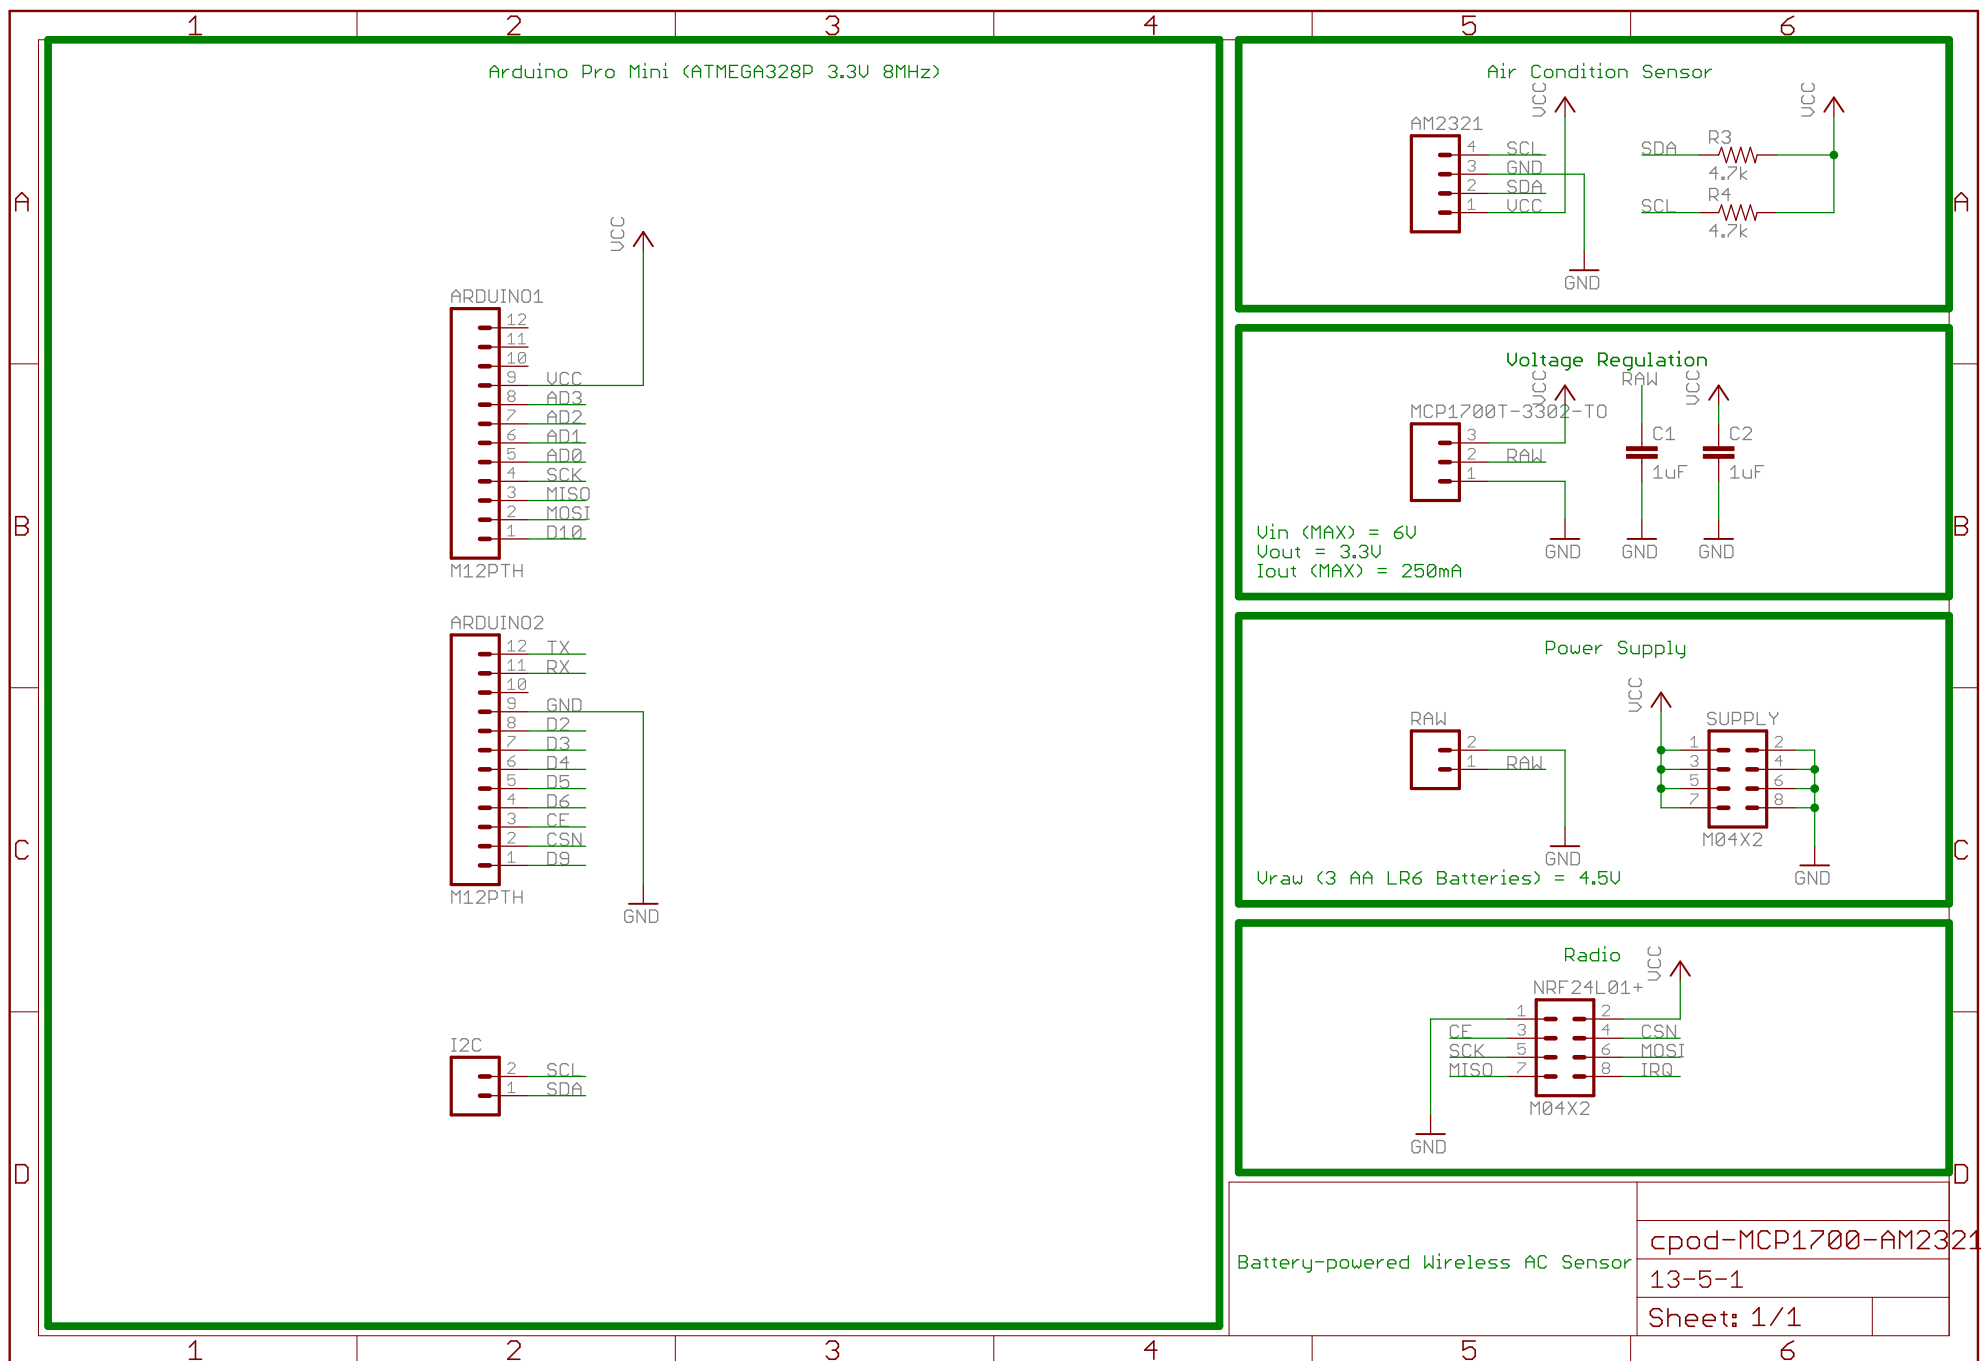 1 2 3 4 5 6
A
B
C
D
Arduino Pro Mini (ATMEGA328P 3.3V 8MHz)
VCC
ARDUINO1
12
11
10
9 VCC
8 AD3
7 AD2
6 AD1
5 AD0
4 SCK
3 MISO
2 MOSI
1 D10
M12PTH
ARDUINO2
12 TX
11 RX
10
9 GND
8 D2
7 D3
6 D4
5 D5
4 D6
3 CE
2 CSN
1 D9
M12PTH
GND
I2C
2 SCL
1 SDA
Air Condition Sensor
VCC
AM2321
4 SCL
3 GND
2 SDA
1 VCC
GND
VCC
SDA
R3
4.7k
SCL
R4
4.7k
Voltage Regulation
VCC
RAW
VCC
MCP1700T-3302-TO
3
2 RAW
1
C1
1uF
C2
1uF
GND
GND
GND
Vin (MAX) = 6V
Vout = 3.3V
Iout (MAX) = 250mA
Power Supply
RAW
2
1 RAW
GND
VCC
SUPPLY
1 2
3 4
5 6
7 8
M04X2
GND
Vraw (3 AA LR6 Batteries) = 4.5V
Radio
VCC
NRF24L01+
1 2
CE 3 4 CSN
SCK 5 6 MOSI
MISO 7 8 IRQ
M04X2
GND
A
B
C
D
Battery-powered Wireless AC Sensor
cpod-MCP1700-AM2321
13-5-1
Sheet: 1/1
1 2 3 4 5 6